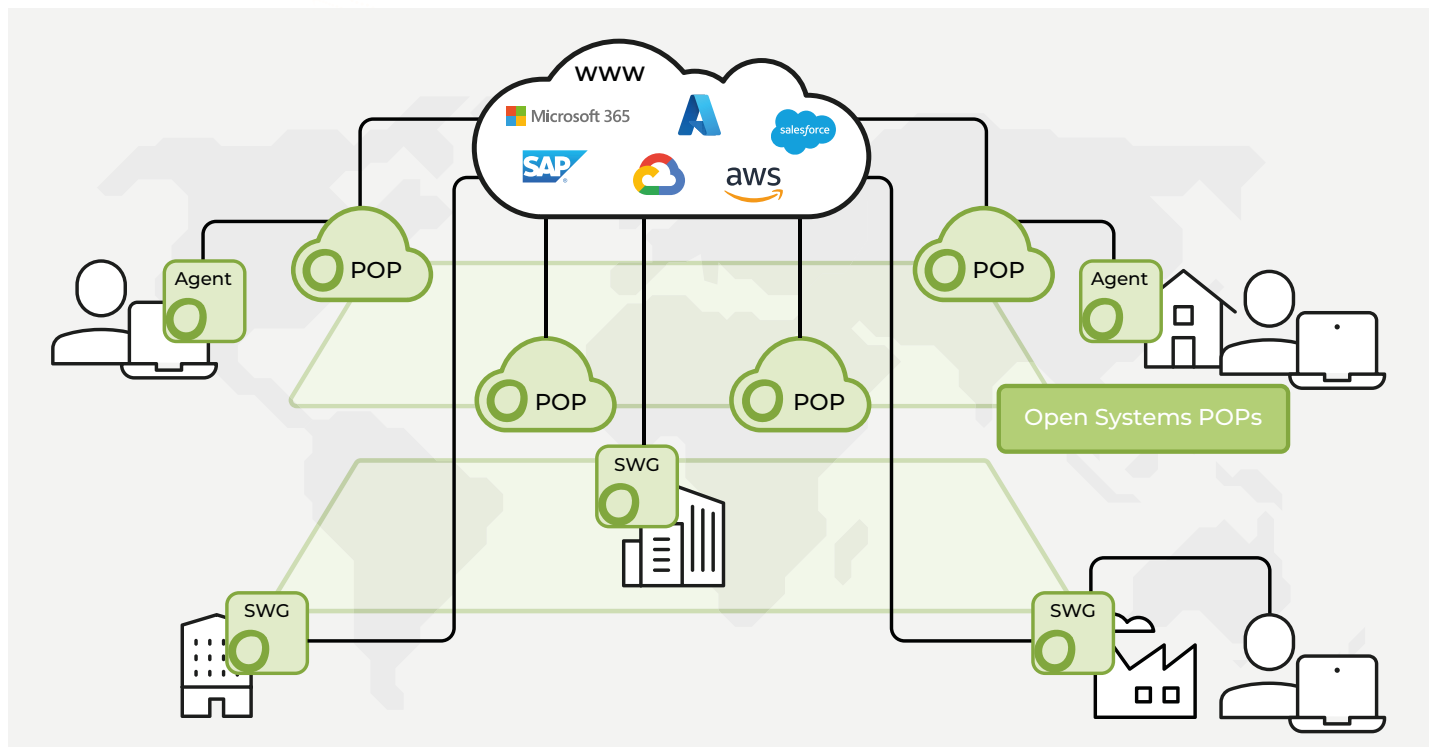 WWW
Microsoft 365
salesforce
SAP
aws
Agent
POP
POP
Agent
POP
POP
Open Systems POPs
SWG
SWG
SWG